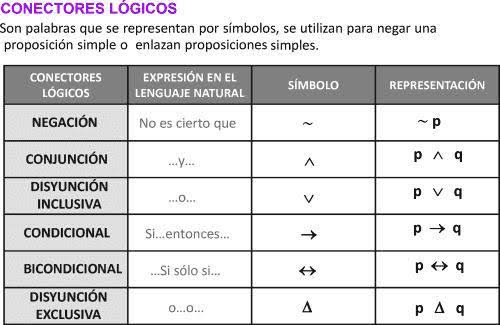 CONECTORES LÓGICOS
Son palabras que se representan por símbolos, se utilizan para negar una
proposición simple o enlazan proposiciones simples.
CONECTORES LÓGICOS EXPRESIÓN EN EL LENGUAJE NATURAL SÍMBOLO REPRESENTACIÓN
NEGACIÓN No es cierto que ~ ~ p
CONJUNCIÓN ...y... ∧ p ∧ q
DISYUNCIÓN INCLUSIVA ...o... ∨ p ∨ q
CONDICIONAL Si...entonces... → p → q
BICONDICIONAL ...Si sólo si... ↔ p ↔ q
DISYUNCIÓN EXCLUSIVA o...o... Δ p Δ q